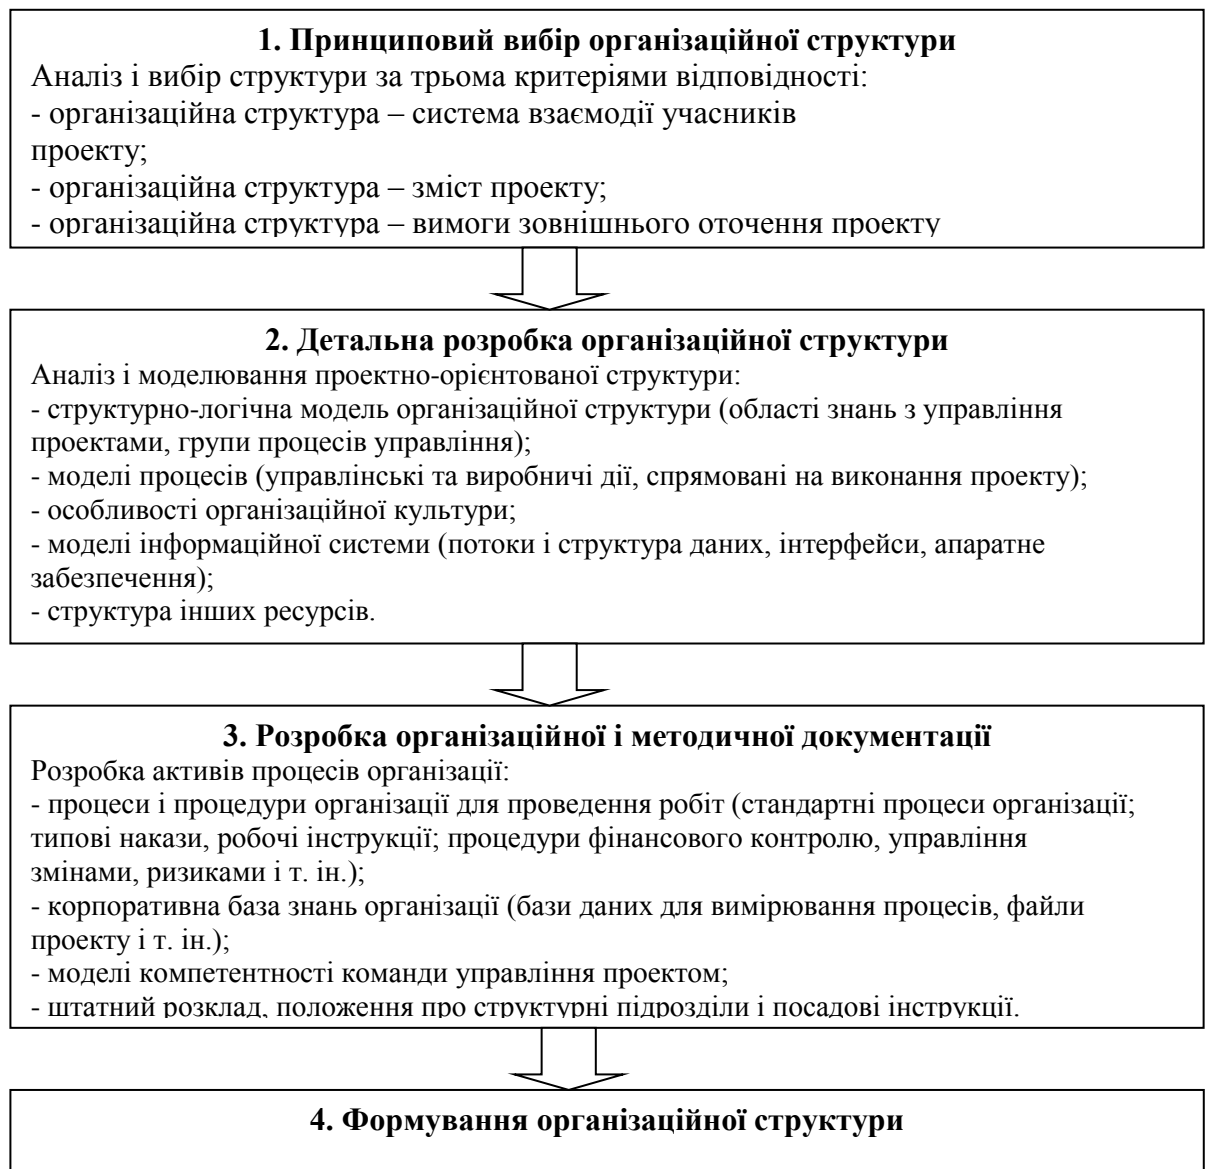 1. Принциповий вибір організаційної структури
Аналіз і вибір структури за трьома критеріями відповідності:
- організаційна структура – система взаємодії учасників
проекту;
- організаційна структура – зміст проекту;
- організаційна структура – вимоги зовнішнього оточення проекту
2. Детальна розробка організаційної структури
Аналіз і моделювання проектно-орієнтованої структури:
- структурно-логічна модель організаційної структури (області знань з управління
проектами, групи процесів управління);
- моделі процесів (управлінські та виробничі дії, спрямовані на виконання проекту);
- особливості організаційної культури;
- моделі інформаційної системи (потоки і структура даних, інтерфейси, апаратне
забезпечення);
- структура інших ресурсів.
3. Розробка організаційної і методичної документації
Розробка активів процесів організації:
- процеси і процедури організації для проведення робіт (стандартні процеси організації;
типові накази, робочі інструкції; процедури фінансового контролю, управління
змінами, ризиками і т. ін.);
- корпоративна база знань організації (бази даних для вимірювання процесів, файли
проекту і т. ін.);
- моделі компетентності команди управління проектом;
- штатний розклад, положення про структурні підрозділи і посадові інструкції.
4. Формування організаційної структури